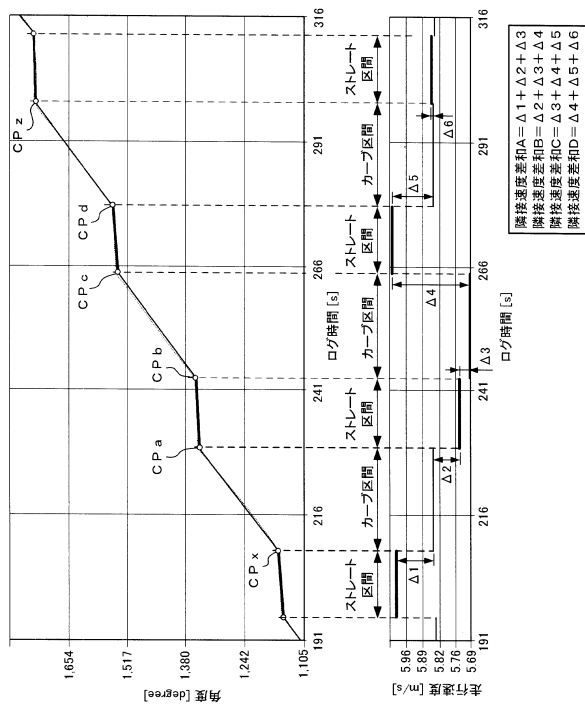 角度 [degree]
1,654
1,517
1,380
1,242
1,105
191
216
241
266
291
316
ログ時間 [s]
CPx
CPa
CPb
CPc
CPd
CPz
ストレート
区間
カーブ区間
ストレート
区間
カーブ区間
ストレート
区間
カーブ区間
ストレート
区間
走行速度 [m/s]
5.96
5.89
5.82
5.76
5.69
Δ1
Δ2
Δ3
Δ4
Δ5
Δ6
191
216
241
266
291
316
ログ時間 [s]
隣接速度差和A=Δ1+Δ2+Δ3
隣接速度差和B=Δ2+Δ3+Δ4
隣接速度差和C=Δ3+Δ4+Δ5
隣接速度差和D=Δ4+Δ5+Δ6